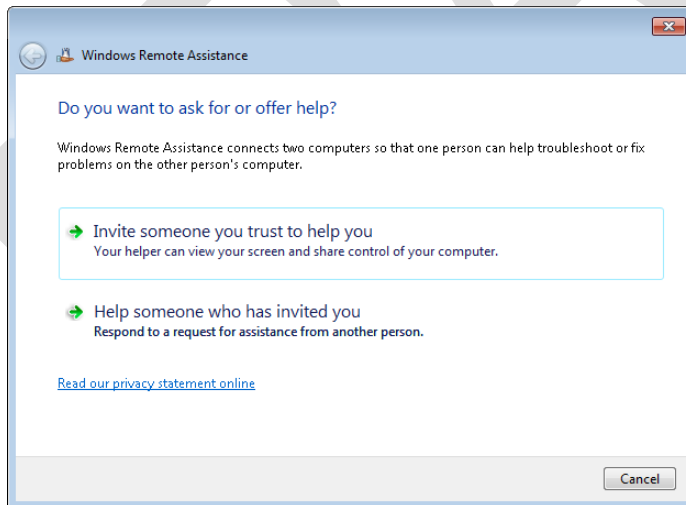 Windows Remote Assistance
Do you want to ask for or offer help?
Windows Remote Assistance connects two computers so that one person can help troubleshoot or fix
problems on the other person's computer.
Invite someone you trust to help you
Your helper can view your screen and share control of your computer.
Help someone who has invited you
Respond to a request for assistance from another person.
Read our privacy statement online
Cancel